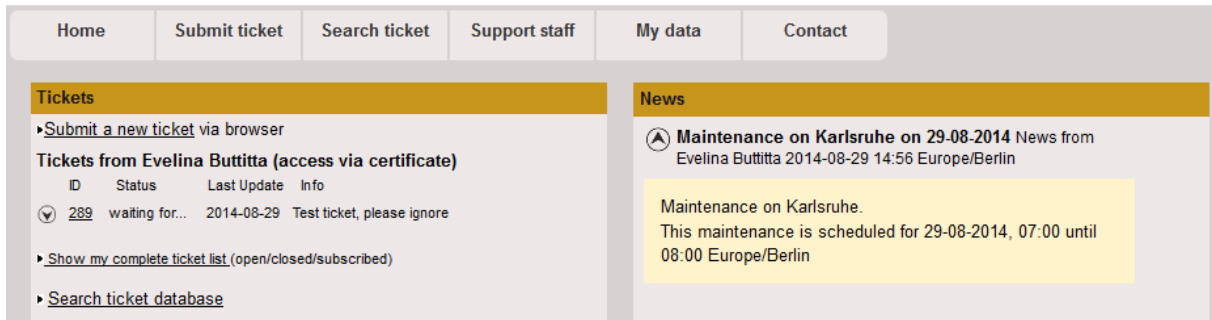 Home Submit ticket Search ticket Support staff My data Contact
Tickets
Submit a new ticket via browser
Tickets from Evelina Buttitta (access via certificate)
ID Status Last Update Info
289 waiting for... 2014-08-29 Test ticket, please ignore
Show my complete ticket list (open/closed/subscribed)
Search ticket database
News
Maintenance on Karlsruhe on 29-08-2014 News from
Evelina Buttitta 2014-08-29 14:56 Europe/Berlin
Maintenance on Karlsruhe.
This maintenance is scheduled for 29-08-2014, 07:00 until
08:00 Europe/Berlin